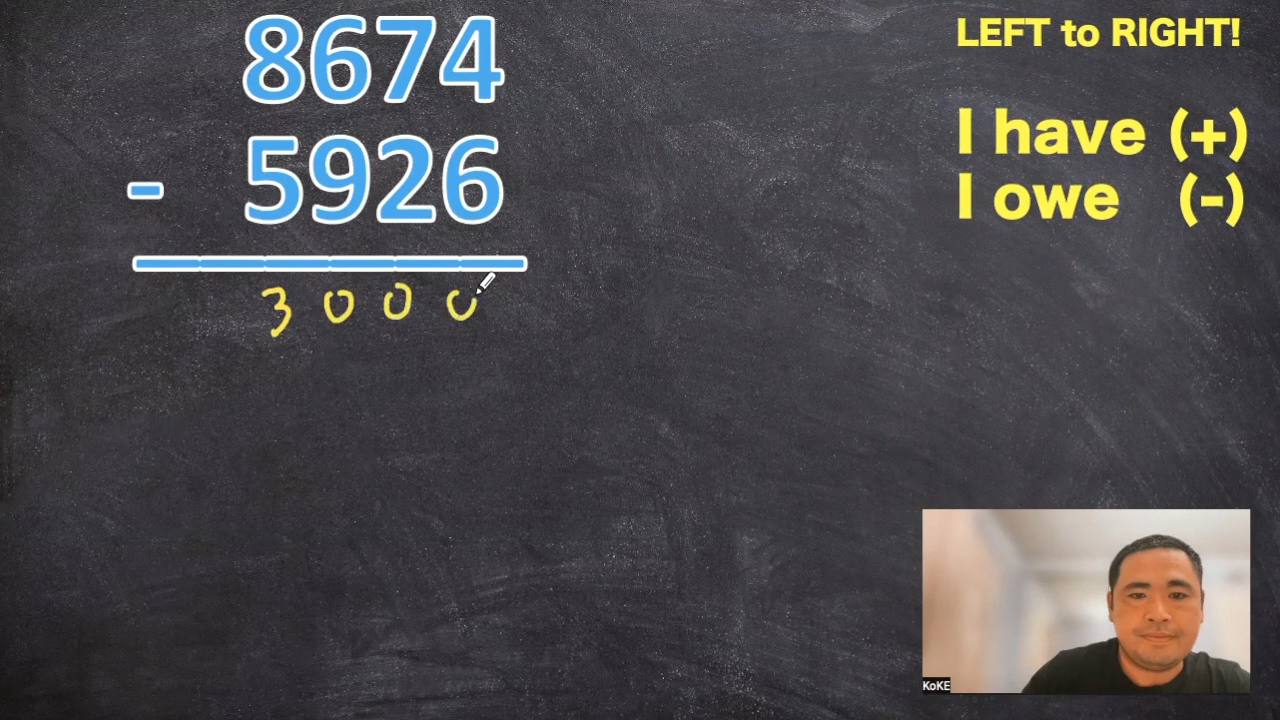 8674
- 5926
3000
LEFT to RIGHT!
I have (+)
I owe (-)
KoKE